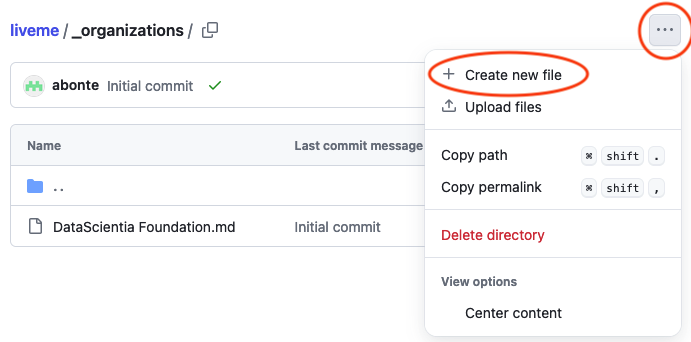 liveme / _organizations /
abonte Initial commit
Name Last commit message
..
DataScientia Foundation.md Initial commit
Create new file
Upload files
Copy path ⌘ shift .
Copy permalink ⌘ shift ,
Delete directory
View options
Center content